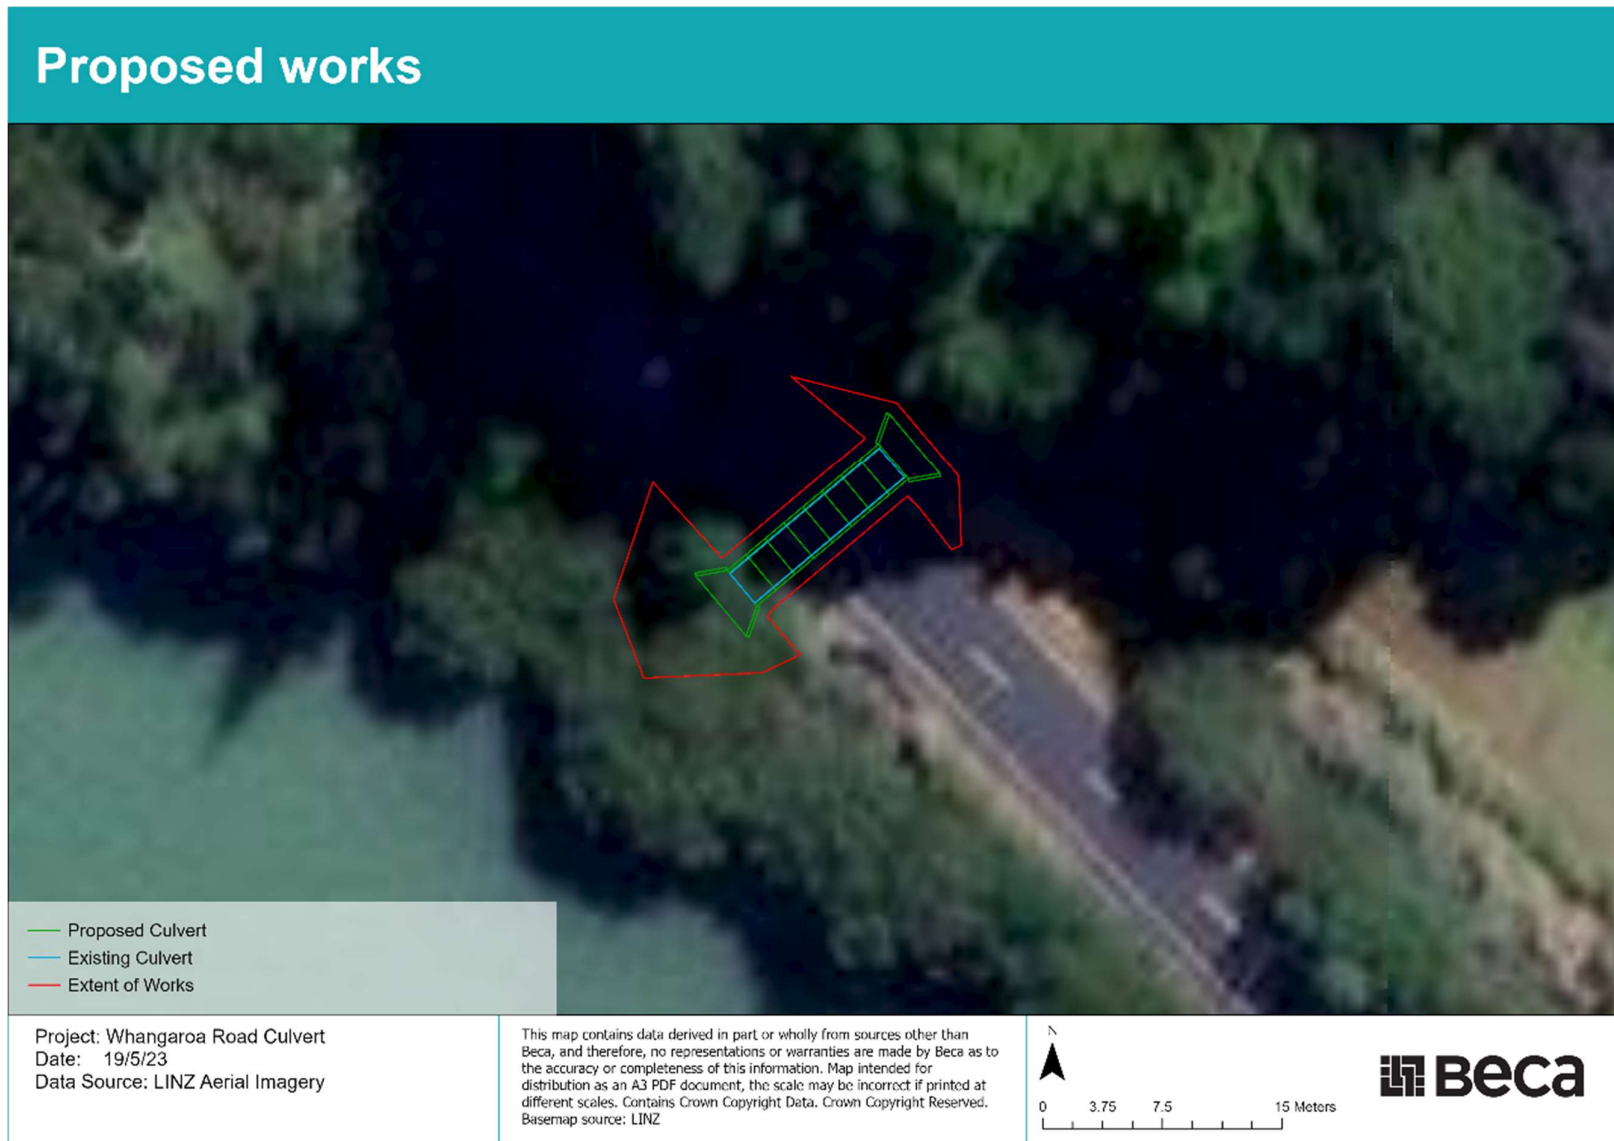 Proposed works
Proposed Culvert
Existing Culvert
Extent of Works
Project: Whangaroa Road Culvert
Date: 19/5/23
Data Source: LINZ Aerial Imagery
This map contains data derived in part or wholly from sources other than
Beca, and therefore, no representations or warranties are made by Beca as to
the accuracy or completeness of this information. Map intended for
distribution as an A3 PDF document, the scale may be incorrect if printed at
different scales. Contains Crown Copyright Data. Crown Copyright Reserved.
Basemap source: LINZ
N
0 3.75 7.5 15 Meters
Beca